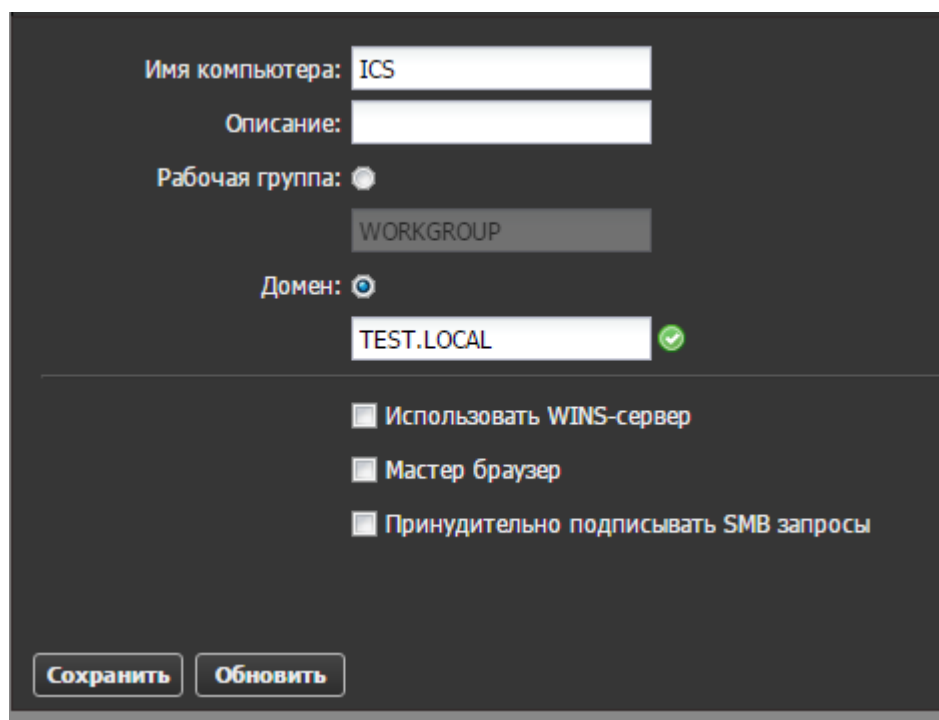 Имя компьютера: ICS
Описание:
Рабочая группа:
WORKGROUP
Домен:
TEST.LOCAL
Использовать WINS-сервер
Мастер браузер
Принудительно подписывать SMB запросы
Сохранить Обновить